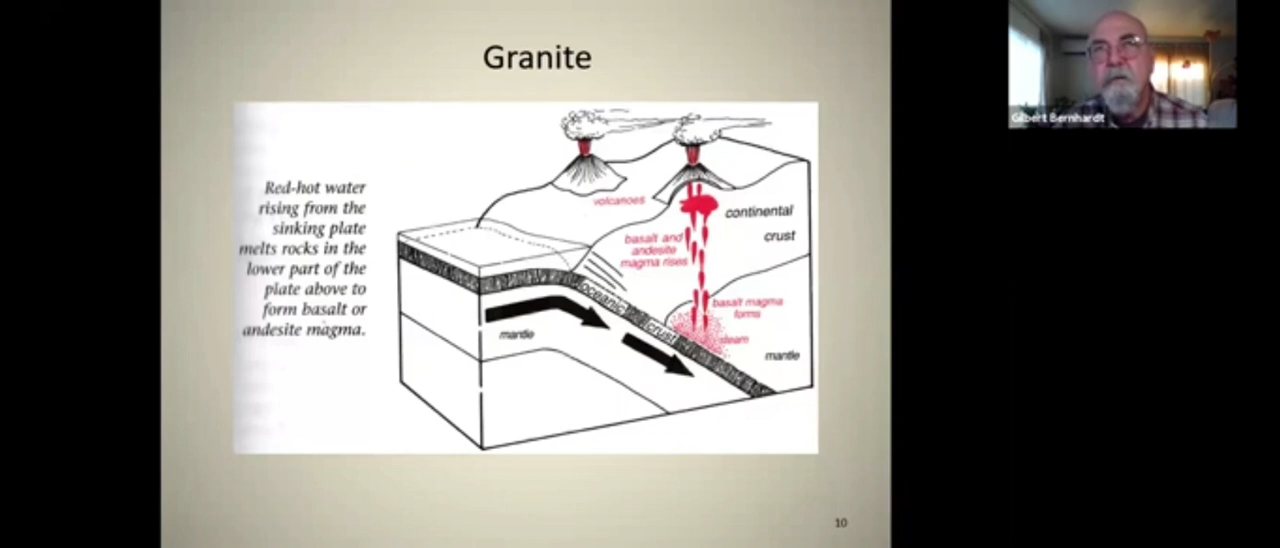 Granite
Gilbert Bernhardt
Red-hot water
rising from the
sinking plate
melts rocks in the
lower part of the
plate above to
form basalt or
andesite magma.
volcanoes
continental
crust
basalt and
andesite
magma rises
oceanic
crust
basalt magma
forms
steam
mantle
mantle
10